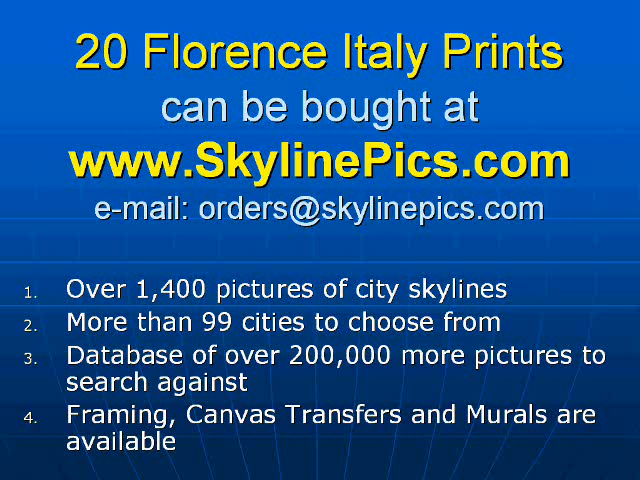 20 Florence Italy Prints
can be bought at
www.SkylinePics.com
e-mail: orders@skylinepics.com
1. Over 1,400 pictures of city skylines
2. More than 99 cities to choose from
3. Database of over 200,000 more pictures to
search against
4. Framing, Canvas Transfers and Murals are
available